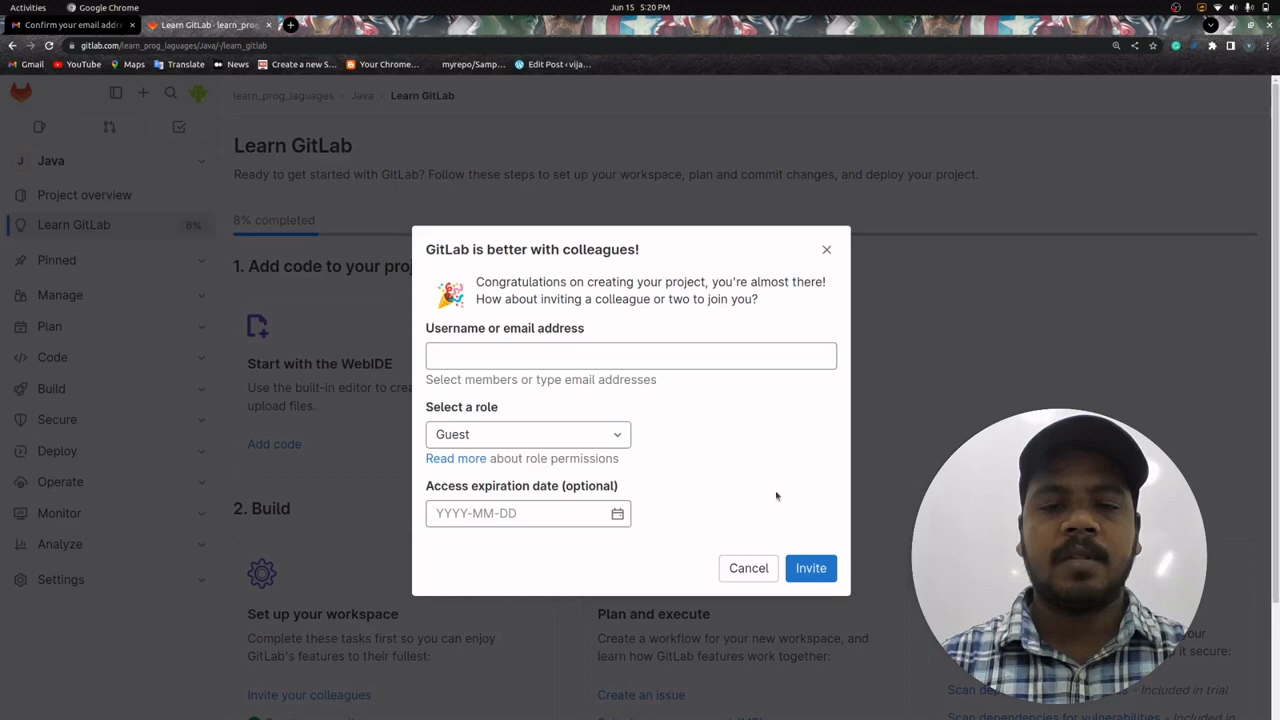 Activities
Google Chrome
Jun 15 5:20 PM
Confirm your email addre
Learn GitLab · learn_prog
gitlab.com/learn_prog_laguages/Java/-/learn_gitlab
Gmail
YouTube
Maps
Translate
News
Create a new S...
Your Chrome...
myrepo/Samp...
Edit Post ‹ vija...
learn_prog_laguages
Java
Learn GitLab
J Java
Project overview
Learn GitLab 8%
Pinned
Manage
Plan
Code
Build
Secure
Deploy
Operate
Monitor
Analyze
Settings
Learn GitLab
Ready to get started with GitLab? Follow these steps to set up your workspace, plan and commit changes, and deploy your project.
8% completed
1. Add code to your proj
Start with the WebIDE
Use the built-in editor to crea
upload files.
Add code
2. Build
Set up your workspace
Complete these tasks first so you can enjoy
GitLab's features to their fullest:
Invite your colleagues
Plan and execute
Create a workflow for your new workspace, and
learn how GitLab features work together:
Create an issue
your
it secure:
Included in trial
Scan dependencies for vulnerabilities - Included in
GitLab is better with colleagues!
Congratulations on creating your project, you're almost there!
How about inviting a colleague or two to join you?
Username or email address
Select members or type email addresses
Select a role
Guest
Read more about role permissions
Access expiration date (optional)
YYYY-MM-DD
Cancel
Invite